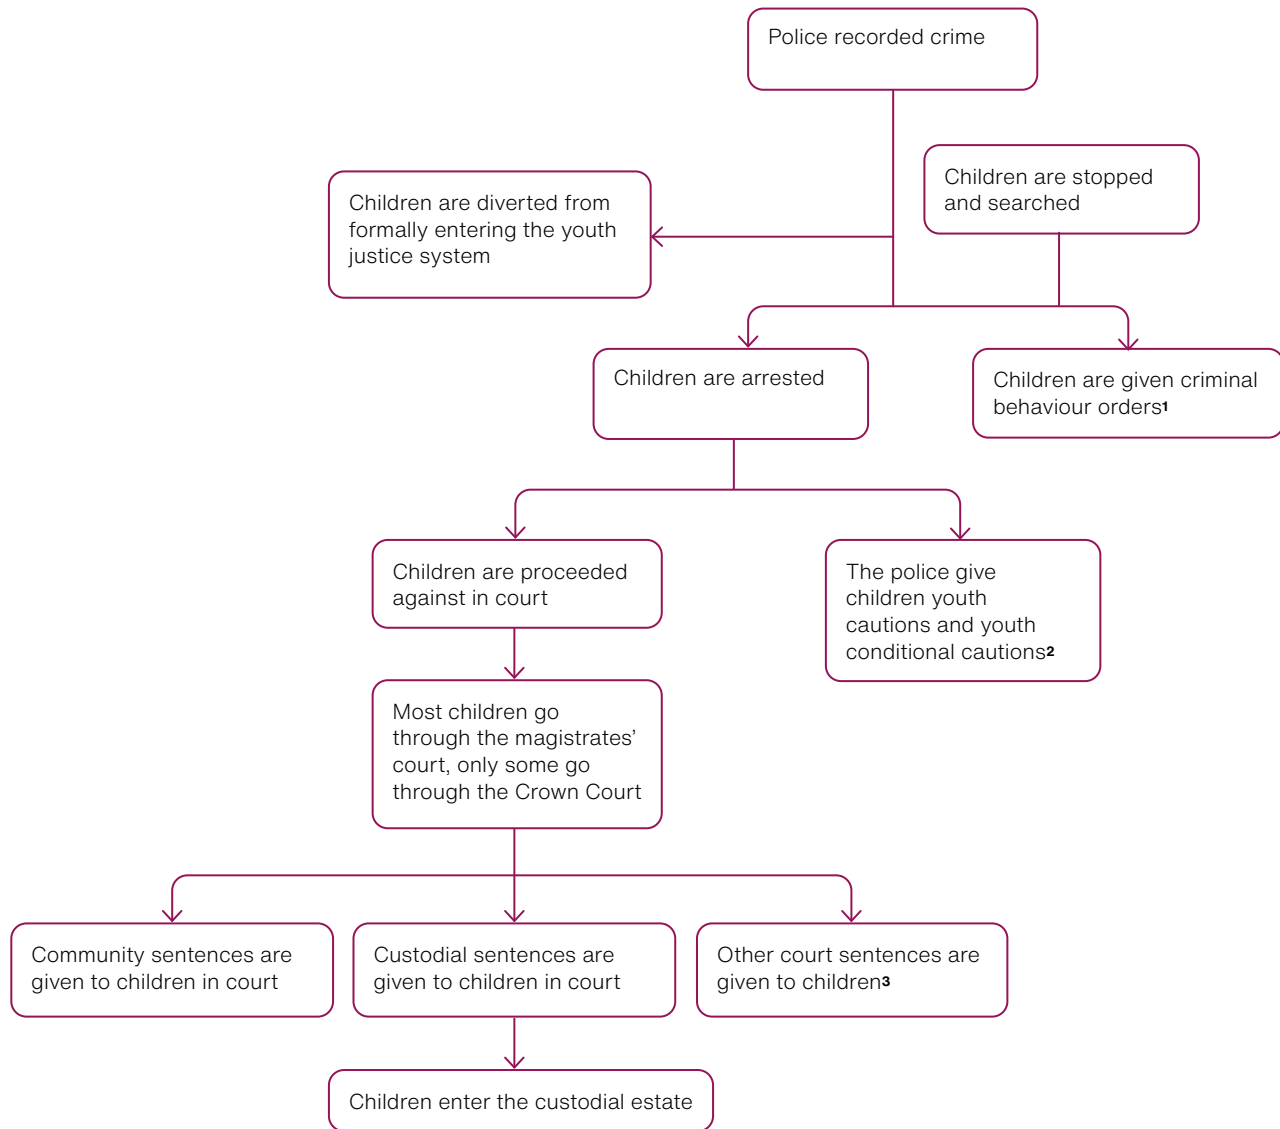 Police recorded crime
Children are stopped
and searched
Children are diverted from
formally entering the youth
justice system
Children are arrested
Children are given criminal
behaviour orders1
Children are proceeded
against in court
The police give
children youth
cautions and youth
conditional cautions2
Most children go
through the magistrates’
court, only some go
through the Crown Court
Community sentences are
given to children in court
Custodial sentences are
given to children in court
Other court sentences are
given to children3
Children enter the custodial estate